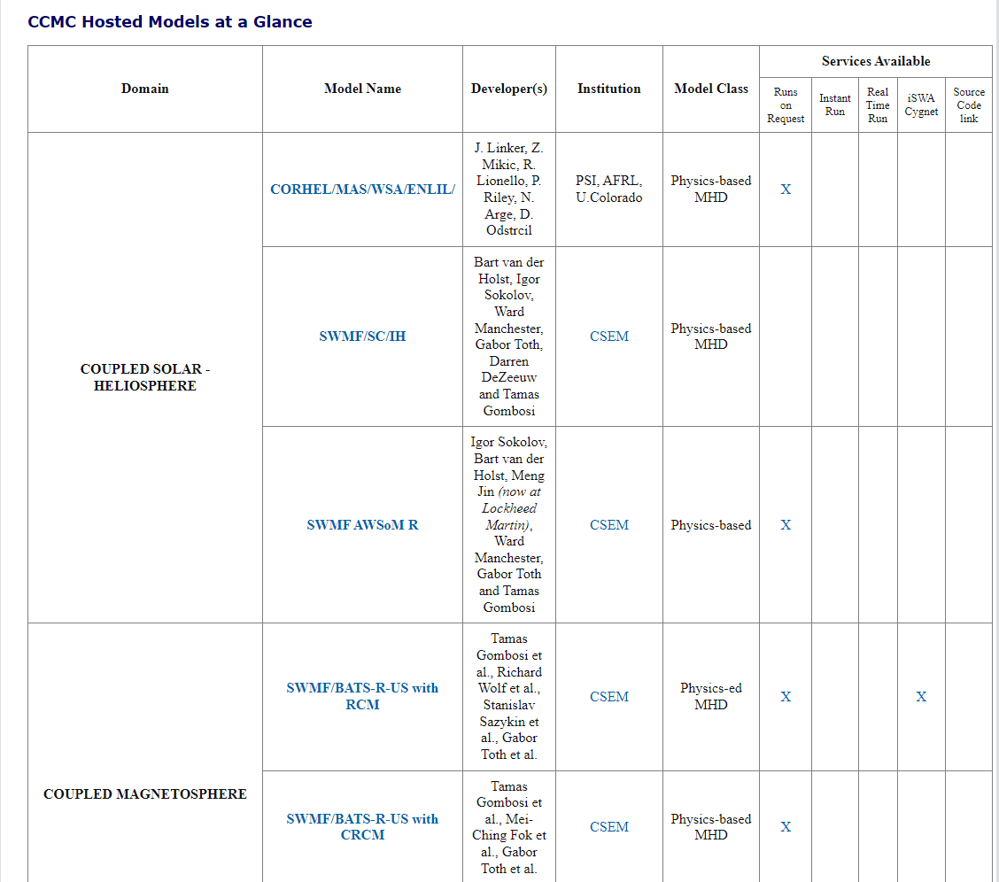 CCMC Hosted Models at a Glance
Domain
Model Name
Developer(s)
Institution
Model Class
Services Available
Runs
on
Request
Instant
Run
Real
Time
Run
iSWA
Cygnet
Source
Code
link
COUPLED SOLAR -
HELIOSPHERE
CORHEL/MAS/WSA/ENLIL/
J. Linker, Z.
Mikic, R.
Lionello, P.
Riley, N.
Arge, D.
Odstrcil
PSI, AFRL,
U.Colorado
Physics-based
MHD
X
SWMF/SC/IH
Bart van der
Holst, Igor
Sokolov,
Ward
Manchester,
Gabor Toth,
Darren
DeZeeuw
and Tamas
Gombosi
CSEM
Physics-based
MHD
SWMF AWSoM R
Igor Sokolov,
Bart van der
Holst, Meng
Jin (now at
Lockheed
Martin),
Ward
Manchester,
Gabor Toth
and Tamas
Gombosi
CSEM
Physics-based
X
COUPLED MAGNETOSPHERE
SWMF/BATS-R-US with
RCM
Tamas
Gombosi et
al., Richard
Wolf et al.,
Stanislav
Sazykin et
al., Gabor
Toth et al.
CSEM
Physics-ed
MHD
X
X
SWMF/BATS-R-US with
CRCM
Tamas
Gombosi et
al., Mei-
Ching Fok et
al., Gabor
Toth et al.
CSEM
Physics-based
MHD
X